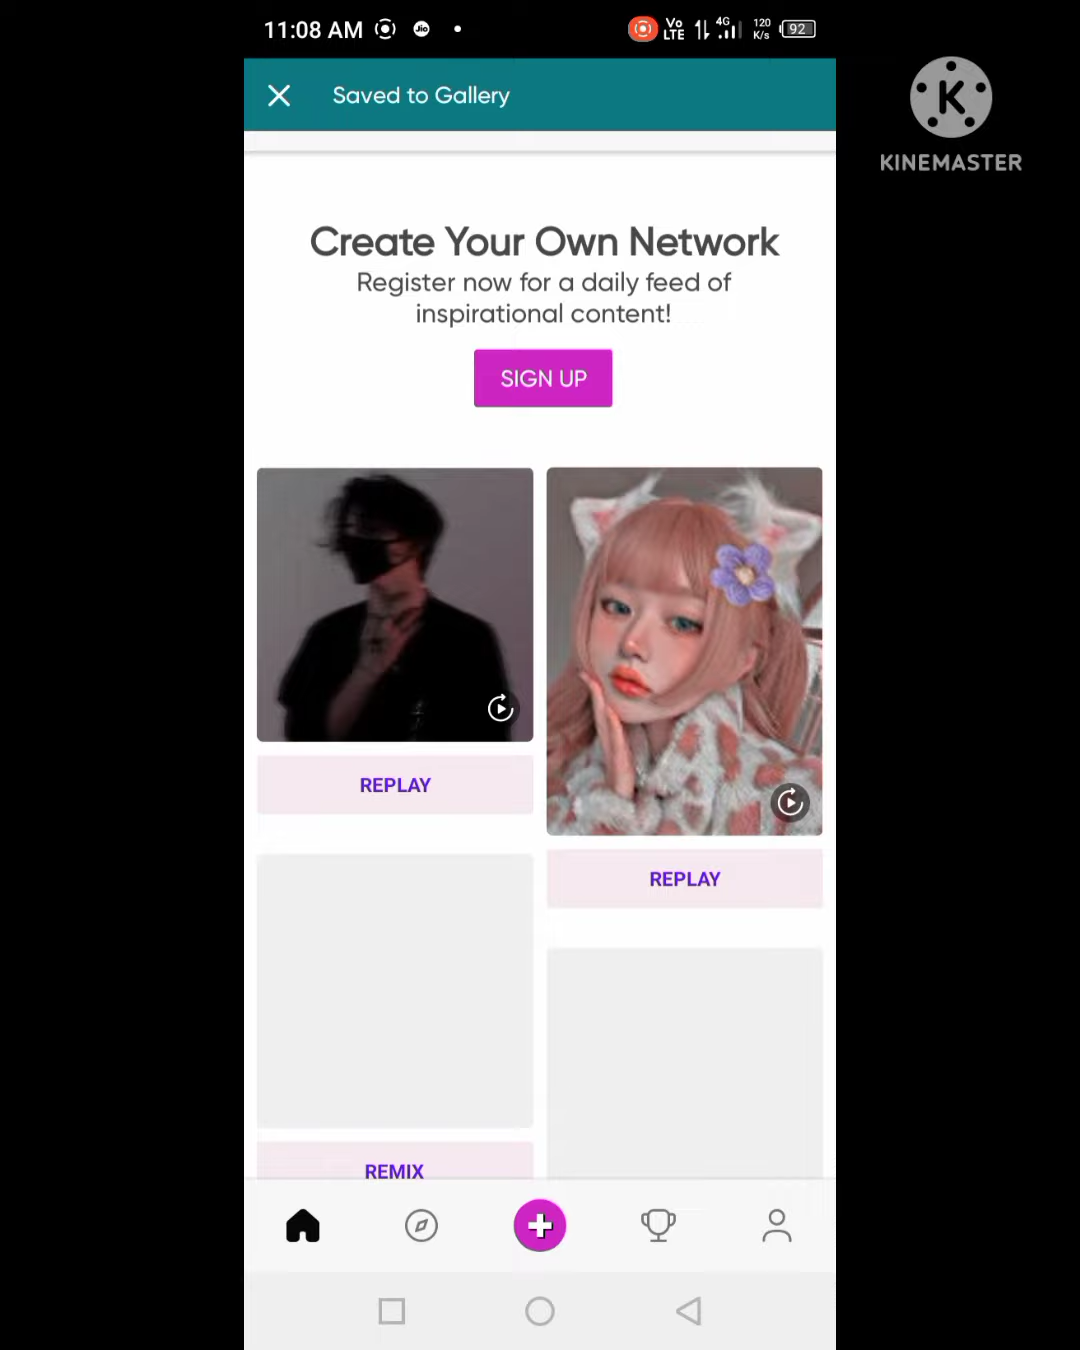 11:08 AM
Jio
Vo
LTE
4G
120
K/s
92
K
KINEMASTER
Saved to Gallery
Create Your Own Network
Register now for a daily feed of
inspirational content!
SIGN UP
REPLAY
REPLAY
REMIX